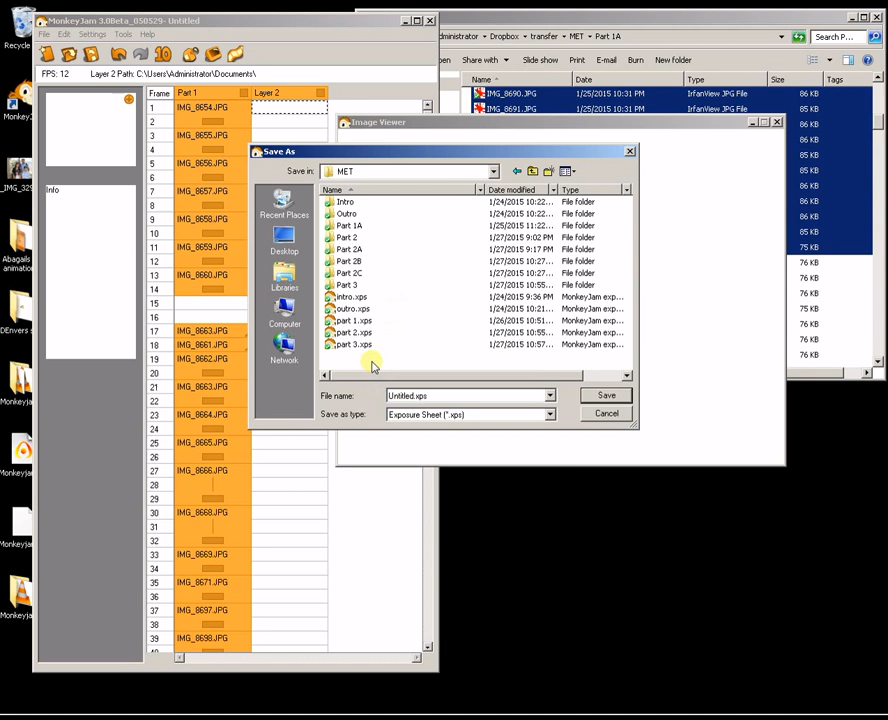 Recycle
MonkeyJ
_IMG_329
Abagails
animation
DEnvers
Monkeyja
Monkeyja
Monkeyja
MonkeyJam 3.0Beta_050529- Untitled
File Edit Settings Tools Help
FPS: 12 Layer 2 Path: C:\Users\Administrator\Documents\
Info
Frame Part 1 Layer 2
1 IMG_8654.JPG
2
3 IMG_8655.JPG
4
5 IMG_8656.JPG
6
7 IMG_8657.JPG
8
9 IMG_8658.JPG
10
11 IMG_8659.JPG
12
13 IMG_8660.JPG
14
15
16
17 IMG_8663.JPG
18 IMG_8661.JPG
19 IMG_8662.JPG
20
21 IMG_8663.JPG
22
23 IMG_8664.JPG
24
25 IMG_8665.JPG
26
27 IMG_8666.JPG
28
29
30 IMG_8668.JPG
31
32
33 IMG_8669.JPG
34
35 IMG_8671.JPG
36
37 IMG_8697.JPG
38
39 IMG_8698.JPG
dministrator ▸ Dropbox ▸ transfer ▸ MET ▸ Part 1A
Search P...
Share with Slide show Print E-mail Burn New folder
Name Date Type Size Tags
IMG_8690.JPG 1/25/2015 10:31 PM IrfanView JPG File 86 KB
IMG_8691.JPG 1/25/2015 10:31 PM IrfanView JPG File 86 KB
85 KB
86 KB
86 KB
86 KB
86 KB
86 KB
85 KB
86 KB
75 KB
76 KB
76 KB
76 KB
76 KB
76 KB
76 KB
Image Viewer
Save As
Save in: MET
Recent Places
Desktop
Libraries
Computer
Network
Name Date modified Type
Intro 1/24/2015 10:22... File folder
Outro 1/24/2015 10:22... File folder
Part 1A 1/25/2015 11:22... File folder
Part 2 1/27/2015 9:02 PM File folder
Part 2A 1/27/2015 9:17 PM File folder
Part 2B 1/27/2015 10:27... File folder
Part 2C 1/27/2015 10:27... File folder
Part 3 1/27/2015 10:55... File folder
intro.xps 1/24/2015 9:36 PM MonkeyJam exp...
outro.xps 1/24/2015 10:21... MonkeyJam exp...
part 1.xps 1/26/2015 10:51... MonkeyJam exp...
part 2.xps 1/27/2015 10:55... MonkeyJam exp...
part 3.xps 1/27/2015 10:57... MonkeyJam exp...
File name: Untitled.xps Save
Save as type: Exposure Sheet (*.xps) Cancel